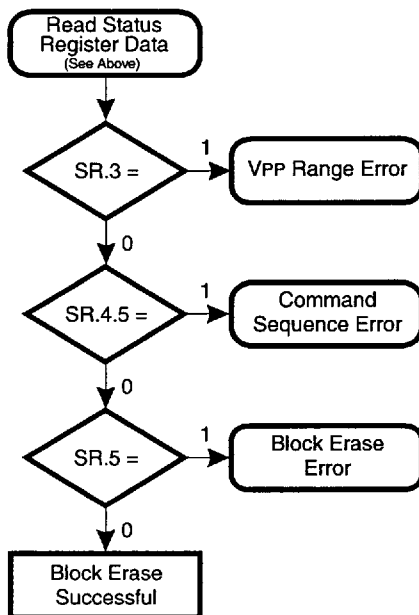 Read Status
Register Data
(See Above)
SR.3 =
1
VPP Range Error
0
SR.4.5 =
1
Command
Sequence Error
0
SR.5 =
1
Block Erase
Error
0
Block Erase
Successful